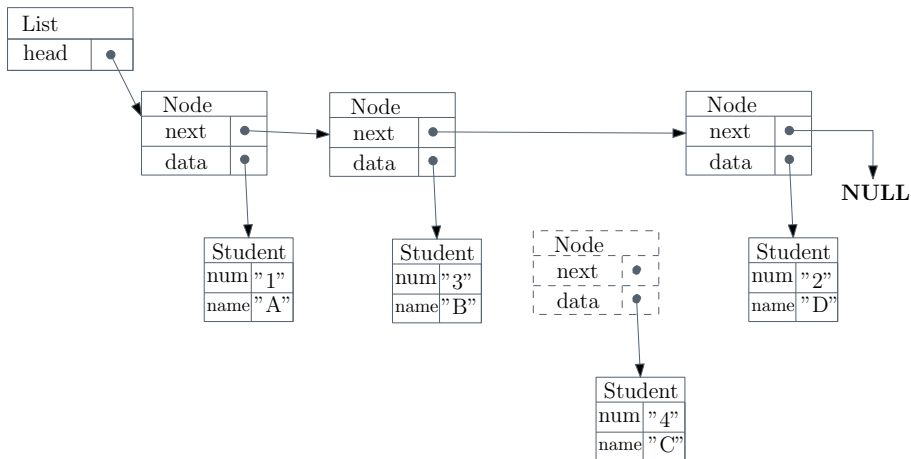 List
head
Node
next
data
Node
next
data
Node
next
data
NULL
Student
num "1"
name "A"
Student
num "3"
name "B"
Node
next
data
Student
num "2"
name "D"
Student
num "4"
name "C"